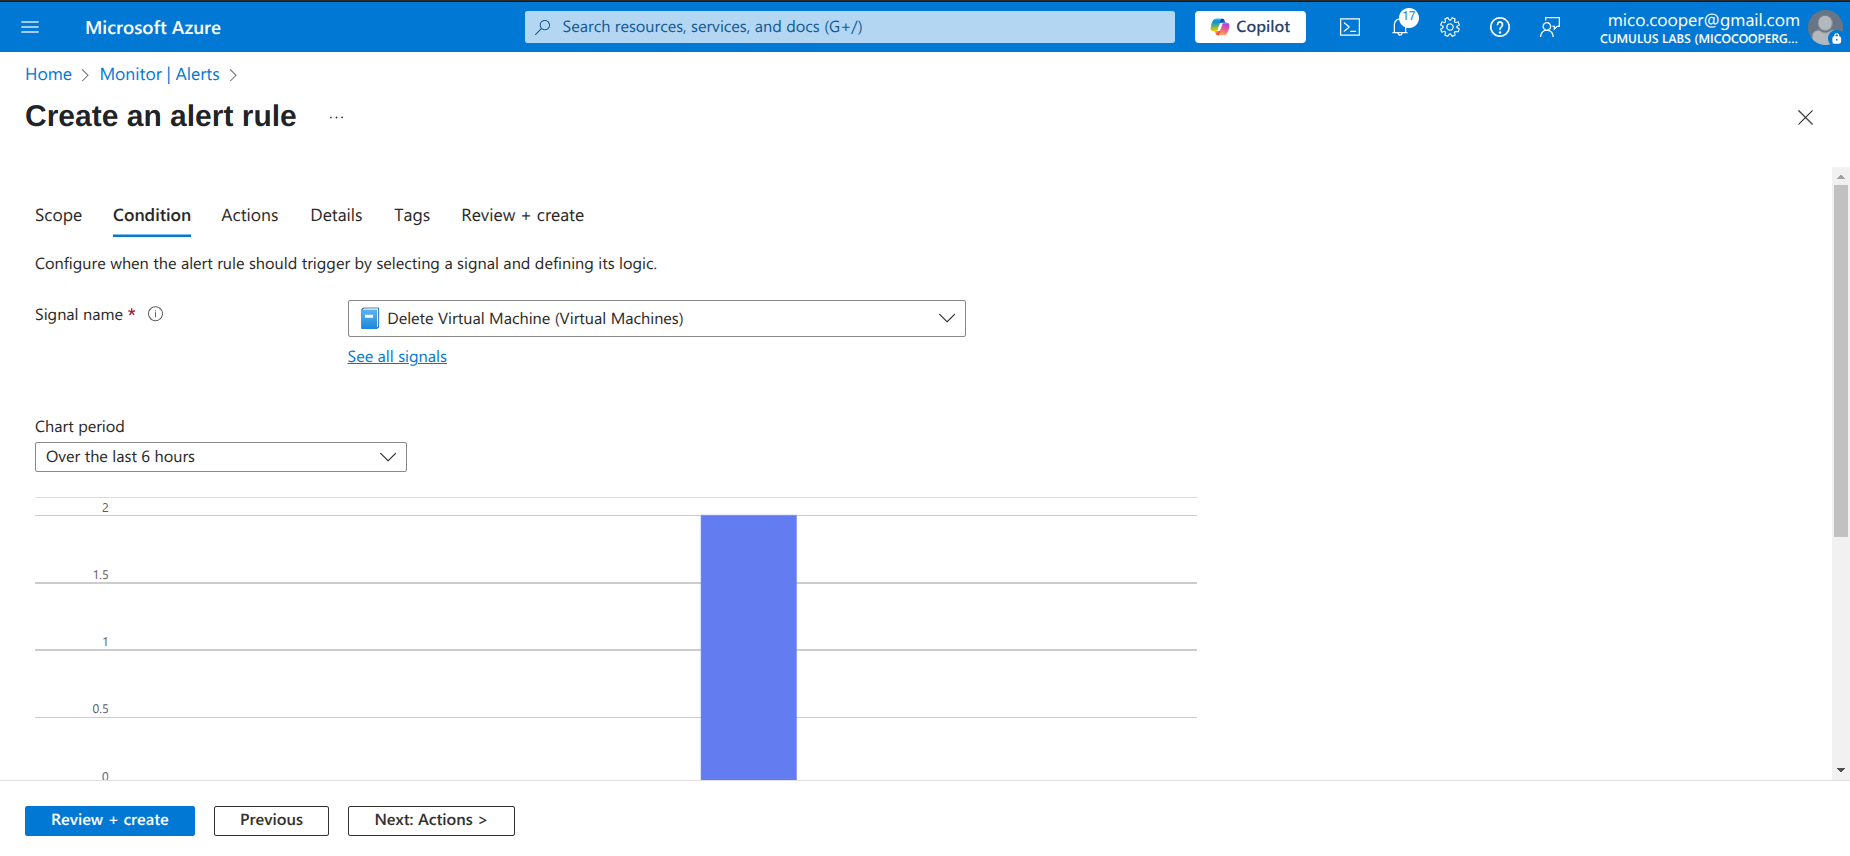 Microsoft Azure
Search resources, services, and docs (G+/)
Copilot
17
mico.cooper@gmail.com
CUMULUS LABS (MICOCOOPERG...
Home > Monitor | Alerts >
Create an alert rule ...
Scope Condition Actions Details Tags Review + create
Configure when the alert rule should trigger by selecting a signal and defining its logic.
Signal name *
Delete Virtual Machine (Virtual Machines)
See all signals
Chart period
Over the last 6 hours
2
1.5
1
0.5
0
Review + create Previous Next: Actions >